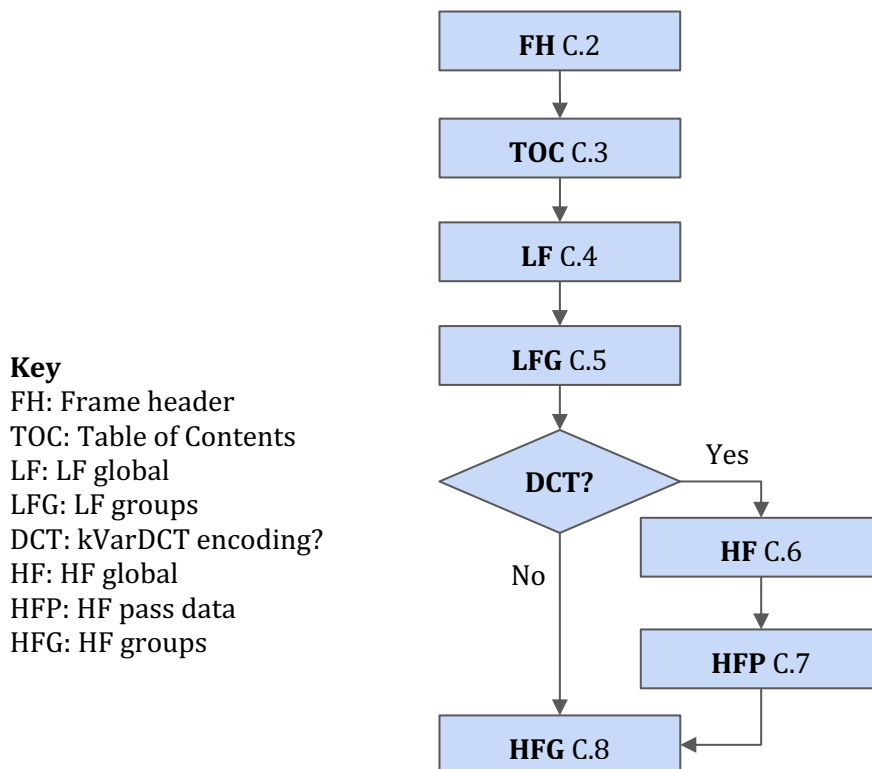 FH C.2
TOC C.3
LF C.4
LFG C.5
DCT?
Yes
No
HF C.6
HFP C.7
HFG C.8
Key
FH: Frame header
TOC: Table of Contents
LF: LF global
LFG: LF groups
DCT: kVarDCT encoding?
HF: HF global
HFP: HF pass data
HFG: HF groups